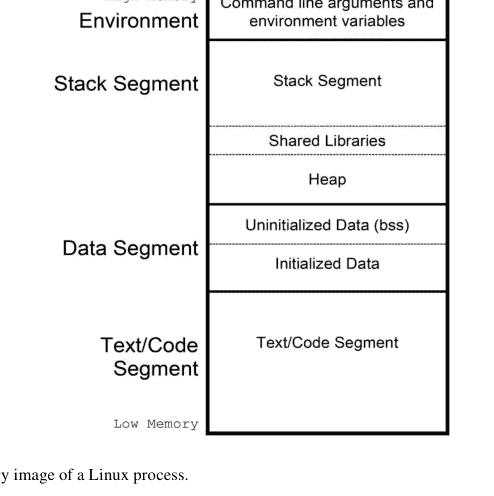 Command line arguments and
Environment
environment variables
Stack Segment
Stack Segment
Shared Libraries
Heap
Uninitialized Data (bss)
Data Segment
Initialized Data
Text/Code
Segment
Text/Code Segment
Low Memory
y image of a Linux process.